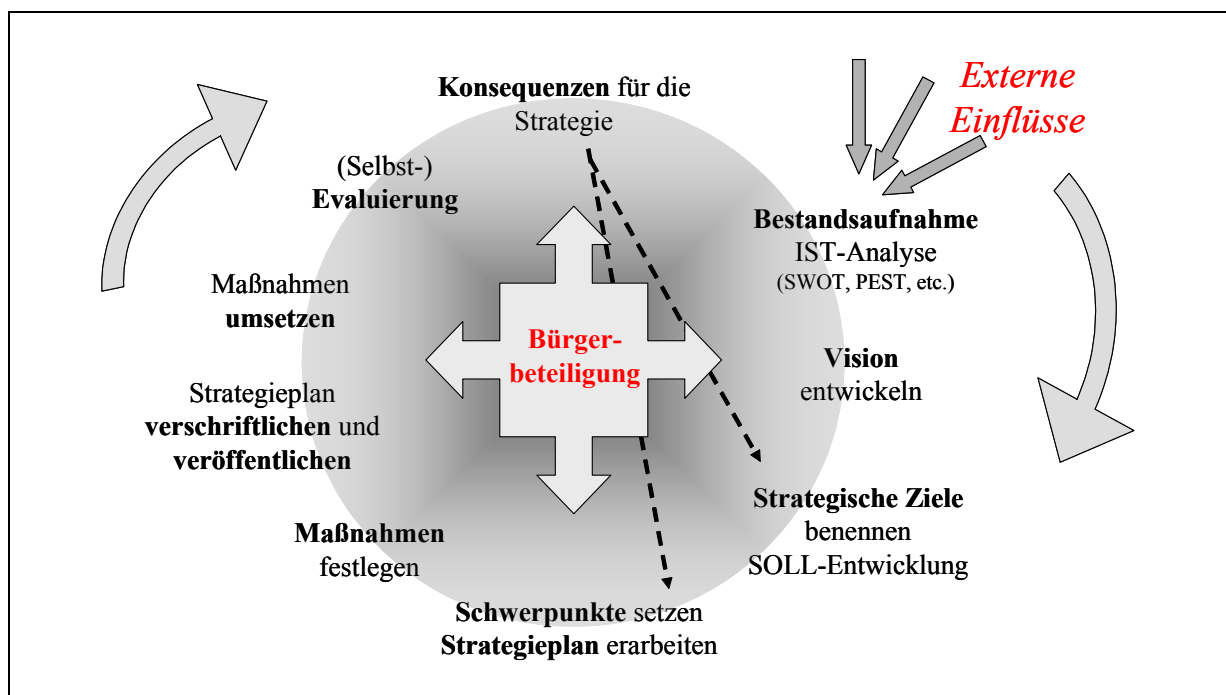 Konsequenzen für die
Strategie
Externe
Einflüsse
(Selbst-)
Evaluierung
Bestandsaufnahme
IST-Analyse
(SWOT, PEST, etc.)
Maßnahmen
umsetzen
Bürger-
beteiligung
Vision
entwickeln
Strategieplan
verschriftlichen und
veröffentlichen
Strategische Ziele
benennen
SOLL-Entwicklung
Maßnahmen
festlegen
Schwerpunkte setzen
Strategieplan erarbeiten